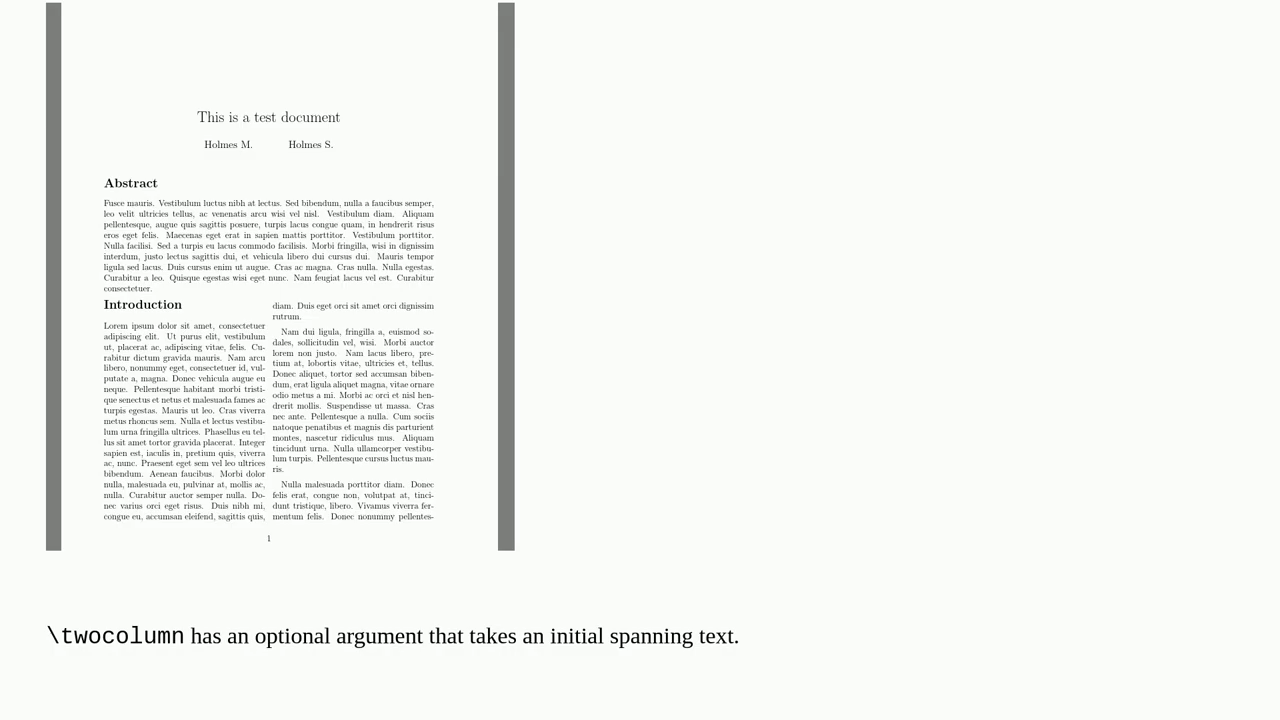 This is a test document
Holmes M. Holmes S.
Abstract
Fusce mauris. Vestibulum luctus nibh at lectus. Sed bibendum, nulla a faucibus semper,
leo velit ultricies tellus, ac venenatis arcu wisi vel nisl. Vestibulum diam. Aliquam
pellentesque, augue quis sagittis posuere, turpis lacus congue quam, in hendrerit risus
eros eget felis. Maecenas eget erat in sapien mattis porttitor. Vestibulum porttitor.
Nulla facilisi. Sed a turpis eu lacus commodo facilisis. Morbi fringilla, wisi in dignissim
interdum, justo lectus sagittis dui, et vehicula libero dui cursus dui. Mauris tempor
ligula sed lacus. Duis cursus enim ut augue. Cras ac magna. Cras nulla. Nulla egestas.
Curabitur a leo. Quisque egestas wisi eget nunc. Nam feugiat lacus vel est. Curabitur
consectetuer.
Introduction
Lorem ipsum dolor sit amet, consectetuer
adipiscing elit. Ut purus elit, vestibulum
ut, placerat ac, adipiscing vitae, felis. Cu-
rabitur dictum gravida mauris. Nam arcu
libero, nonummy eget, consectetuer id, vul-
putate a, magna. Donec vehicula augue eu
neque. Pellentesque habitant morbi tristi-
que senectus et netus et malesuada fames ac
turpis egestas. Mauris ut leo. Cras viverra
metus rhoncus sem. Nulla et lectus vestibu-
lum urna fringilla ultrices. Phasellus eu tel-
lus sit amet tortor gravida placerat. Integer
sapien est, iaculis in, pretium quis, viverra
ac, nunc. Praesent eget sem vel leo ultrices
bibendum. Aenean faucibus. Morbi dolor
nulla, malesuada eu, pulvinar at, mollis ac,
nulla. Curabitur auctor semper nulla. Do-
nec varius orci eget risus. Duis nibh mi,
congue eu, accumsan eleifend, sagittis quis,
diam. Duis eget orci sit amet orci dignissim
rutrum.
Nam dui ligula, fringilla a, euismod so-
dales, sollicitudin vel, wisi. Morbi auctor
lorem non justo. Nam lacus libero, pre-
tium at, lobortis vitae, ultricies et, tellus.
Donec aliquet, tortor sed accumsan biben-
dum, erat ligula aliquet magna, vitae ornare
odio metus a mi. Morbi ac orci et nisl hen-
drerit mollis. Suspendisse ut massa. Cras
nec ante. Pellentesque a nulla. Cum sociis
natoque penatibus et magnis dis parturient
montes, nascetur ridiculus mus. Aliquam
tincidunt urna. Nulla ullamcorper vestibu-
lum turpis. Pellentesque cursus luctus mau-
ris.
Nulla malesuada porttitor diam. Donec
felis erat, congue non, volutpat at, tinci-
dunt tristique, libero. Vivamus viverra fer-
mentum felis. Donec nonummy pellentes-
1
\twocolumn has an optional argument that takes an initial spanning text.